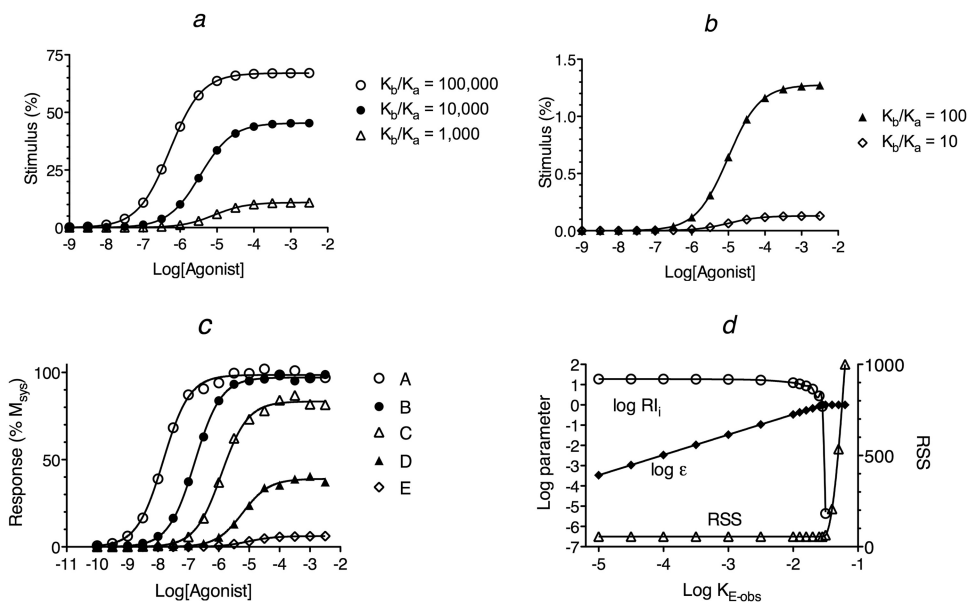 a
75
50
25
0
Stimulus (%)
-9 -8 -7 -6 -5 -4 -3 -2
Log[Agonist]
Kb/Ka = 100,000
Kb/Ka = 10,000
Kb/Ka = 1,000
b
1.5
1.0
0.5
0.0
Stimulus (%)
-9 -8 -7 -6 -5 -4 -3 -2
Log[Agonist]
Kb/Ka = 100
Kb/Ka = 10
c
100
50
0
Response (% Msys)
-11 -10 -9 -8 -7 -6 -5 -4 -3 -2
Log[Agonist]
A
B
C
D
E
d
2
1
0
-1
-2
-3
-4
-5
-6
-7
Log parameter
log RIi
log ε
RSS
1000
500
0
RSS
-5 -4 -3 -2 -1
Log KE-obs